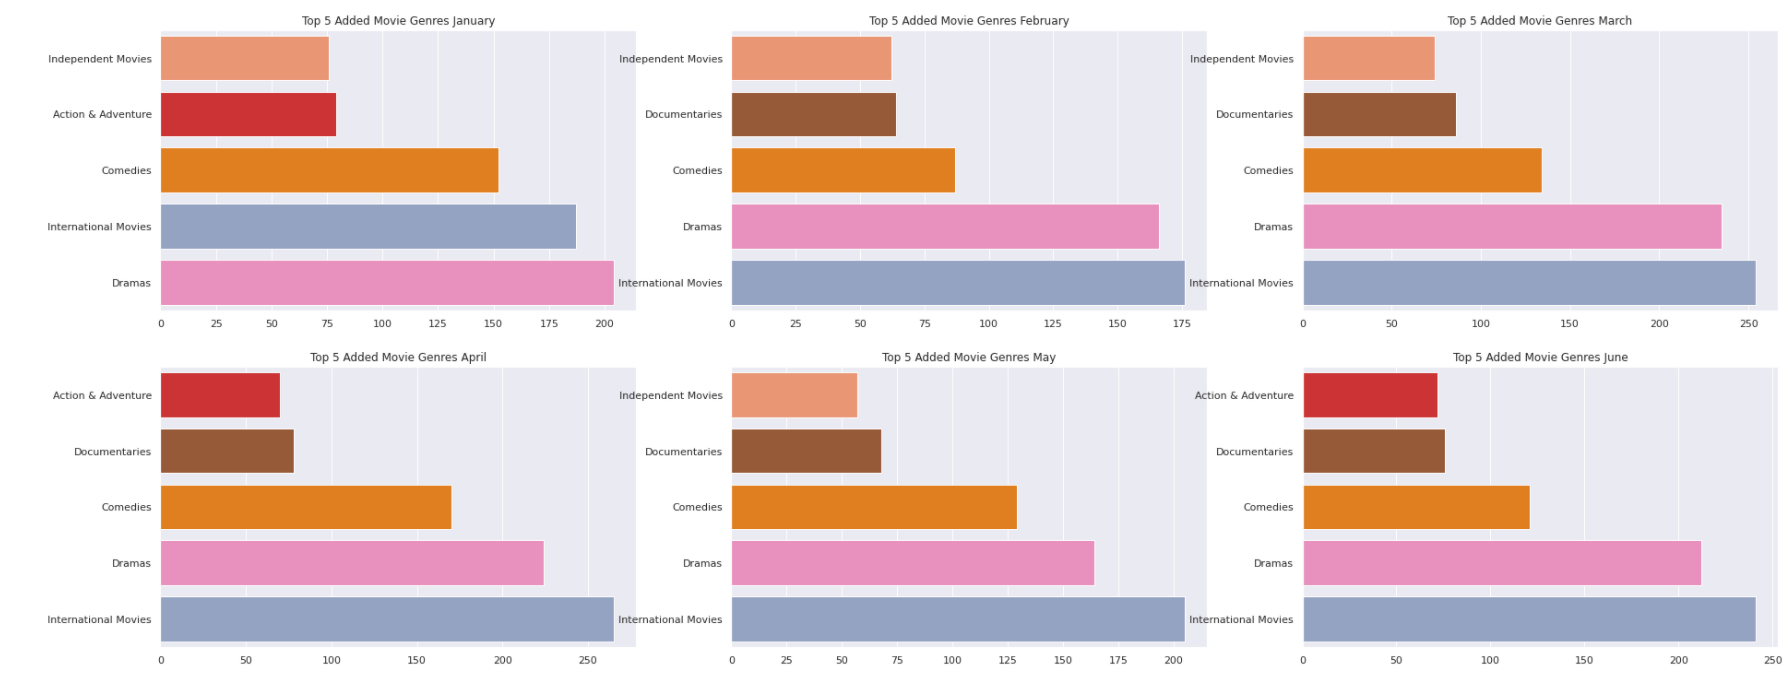 Top 5 Added Movie Genres January
Independent Movies
Action & Adventure
Comedies
International Movies
Dramas
0 25 50 75 100 125 150 175 200
Top 5 Added Movie Genres February
Independent Movies
Documentaries
Comedies
Dramas
International Movies
0 25 50 75 100 125 150 175
Top 5 Added Movie Genres March
Independent Movies
Documentaries
Comedies
Dramas
International Movies
0 50 100 150 200 250
Top 5 Added Movie Genres April
Action & Adventure
Documentaries
Comedies
Dramas
International Movies
0 50 100 150 200 250
Top 5 Added Movie Genres May
Independent Movies
Documentaries
Comedies
Dramas
International Movies
0 25 50 75 100 125 150 175 200
Top 5 Added Movie Genres June
Action & Adventure
Documentaries
Comedies
Dramas
International Movies
0 50 100 150 200 250